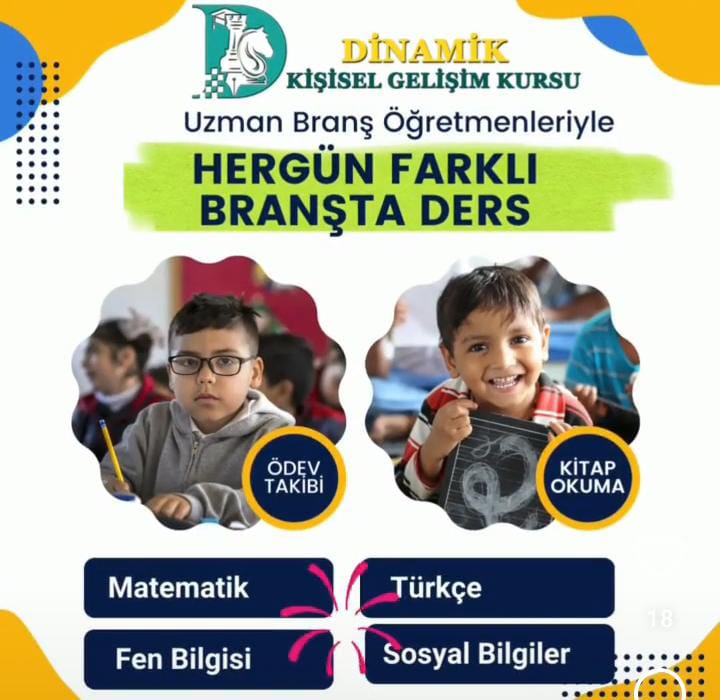 DİNAMİK
KİŞİSEL GELİŞİM KURSU
Uzman Branş Öğretmenleriyle
HERGÜN FARKLI
BRANŞTA DERS
ÖDEV
TAKİBİ
KİTAP
OKUMA
Matematik
Türkçe
Fen Bilgisi
Sosyal Bilgiler
18